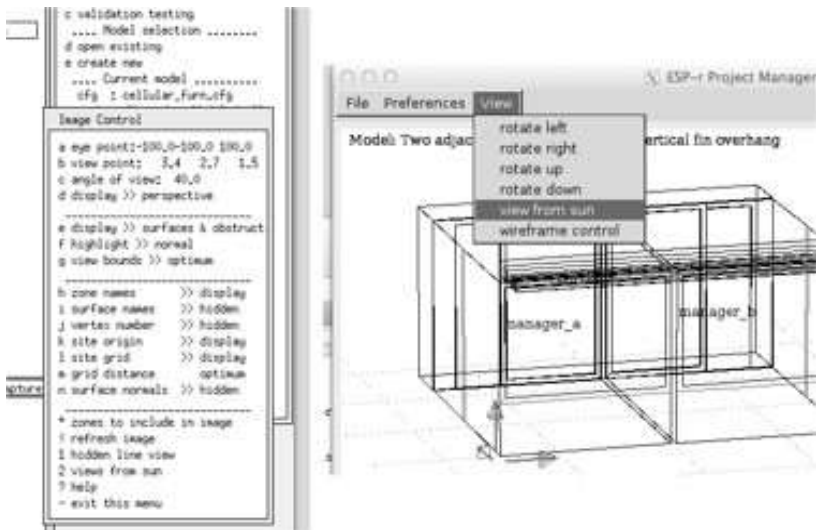 c validation testing
.... Model selection ........
d open existing
e create new
.... Current model ..........
cfg : cellular_furn.cfg
Image Control
a eye point:-100.0-100.0 100.0
b view point: 3.4 2.7 1.5
c angle of view: 40.0
d display >> perspective
e display >> surfaces & obstruct
f highlight >> normal
g view bounds >> optimum
h zone names >> display
i surface names >> hidden
j vertex number >> hidden
k site origin >> display
l site grid >> display
m grid distance optimum
n surface normals >> hidden
* zones to include in image
! refresh image
1 hidden line view
2 views from sun
? help
- exit this menu
apture
ESP-r Project Manager
File Preferences View
rotate left
rotate right
rotate up
rotate down
view from sun
wireframe control
Model: Two adjac
ertical fin overhang
manager_a
manager_b